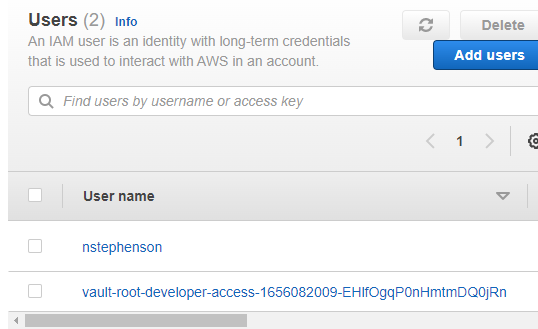 Users (2) Info
Delete
An IAM user is an identity with long-term credentials
that is used to interact with AWS in an account.
Add users
Find users by username or access key
1
User name
nstephenson
vault-root-developer-access-1656082009-EHlfOgqP0nHmtmDQ0jRn